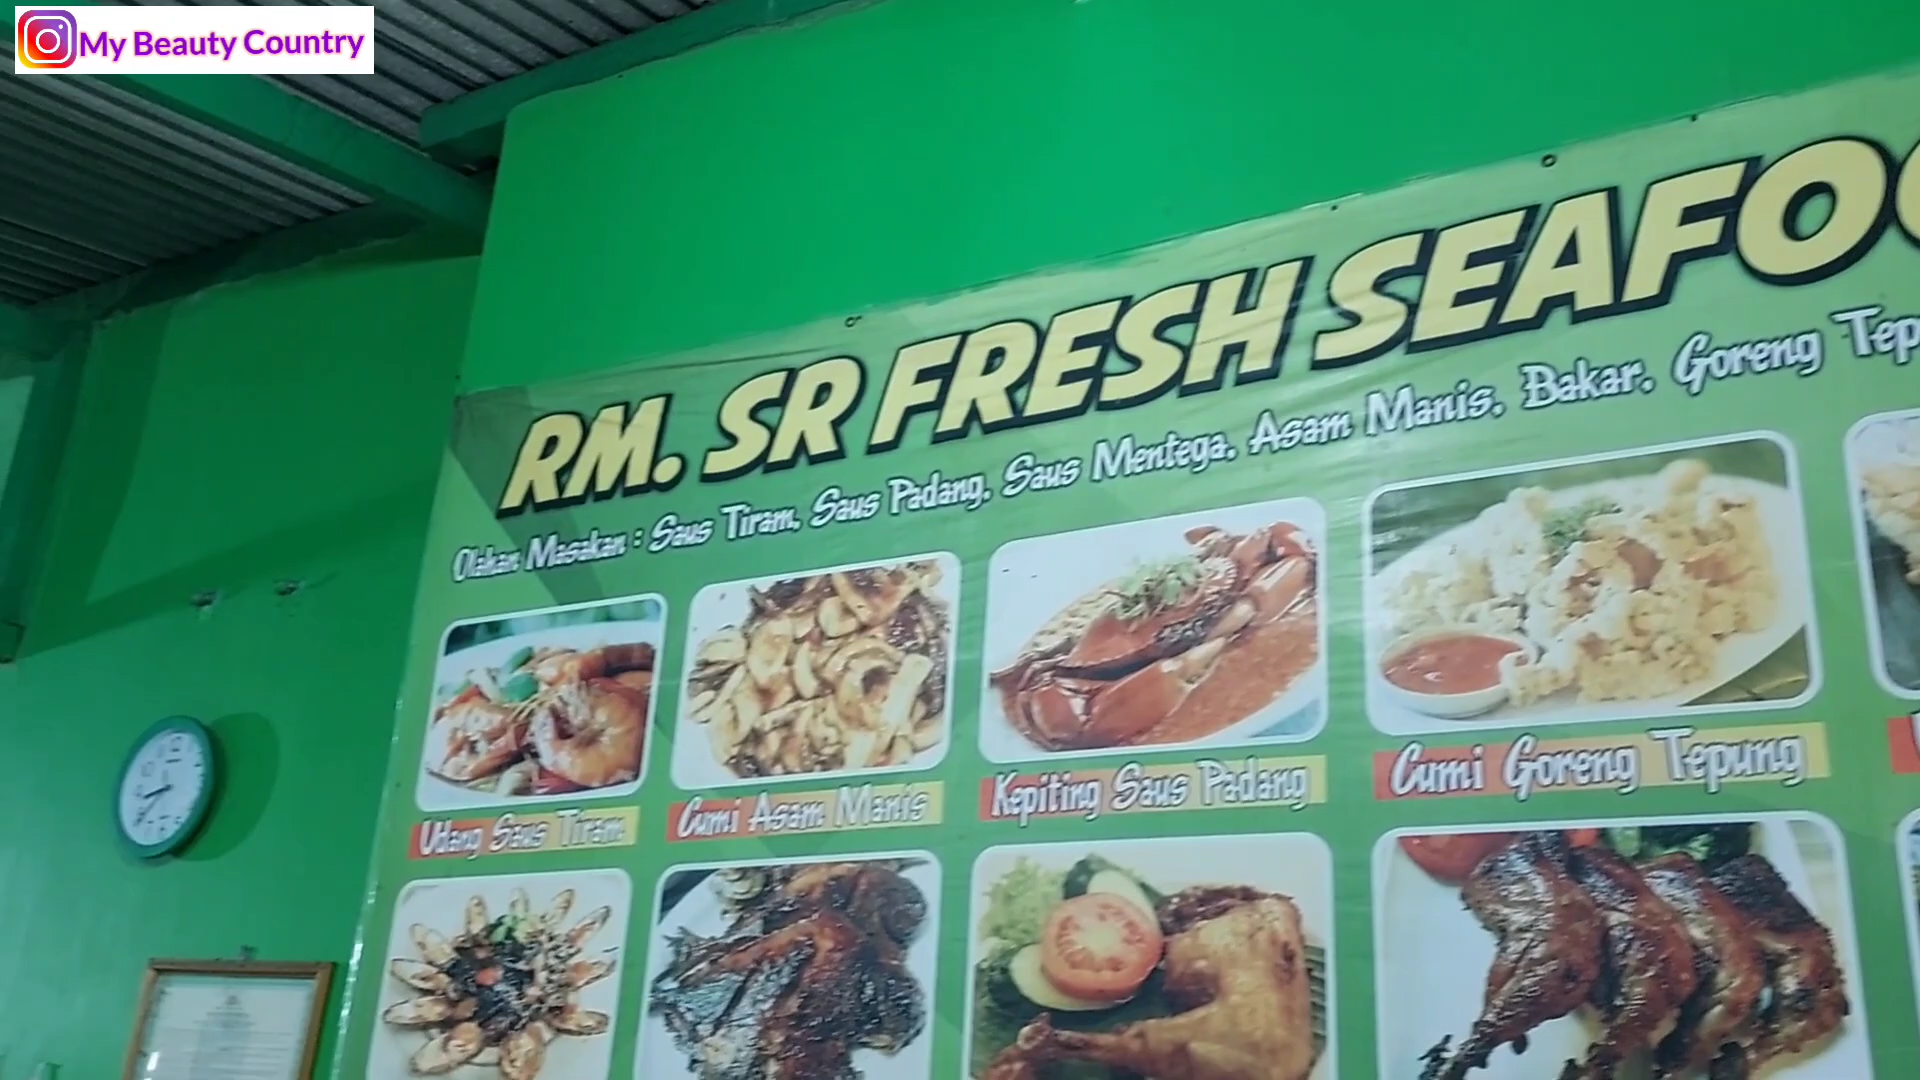 My Beauty Country
RM. SR FRESH SEAFOO
Olahan Masakan : Saus Tiram, Saus Padang, Saus Mentega, Asam Manis, Bakar, Goreng Tep
Udang Saus Tiram
Cumi Asam Manis
Kepiting Saus Padang
Cumi Goreng Tepung